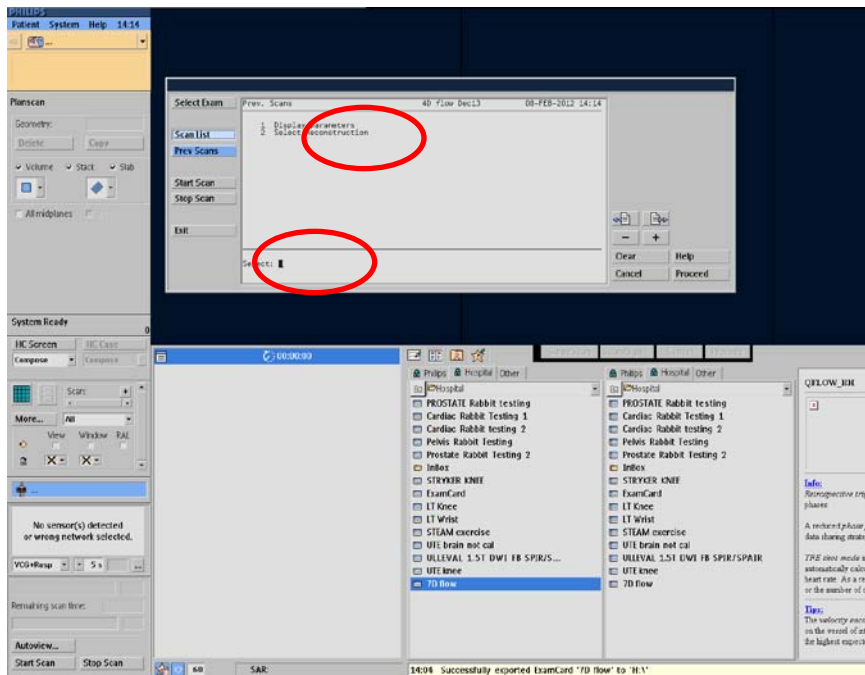 PHILIPS
Patient System Help 14:14
...
Planscan
Geometry:
Delete Copy
Volume Stack Slab
All midplanes
System Ready
0
HC Screen HC Case
Compose Compose
Scan:
More... All
View Window RAL
X X
...
No sensor(s) detected
or wrong network selected.
VCG+Resp 5 s ...
Remaining scan time:
Autoview...
Start Scan Stop Scan
Select Exam
Scan List
Prev Scans
Start Scan
Stop Scan
Exit
Prev. Scans 4D flow Dec13 08-FEB-2012 14:14
1 Display parameters
2 Select Reconstruction
Select:
- +
Clear Help
Cancel Proceed
00:00:00
SAR:
Philips Hospital Other
Hospital
PROSTATE Rabbit testing
Cardiac Rabbit Testing 1
Cardiac Rabbit testing 2
Pelvis Rabbit Testing
Prostate Rabbit Testing 2
InBox
STRYKER KNEE
ExamCard
LT Knee
LT Wrist
STEAM exercise
UTE brain not cal
ULLEVAL 1.5T DWI FB SPIR/S...
UTE knee
7D flow
Philips Hospital Other
Hospital
PROSTATE Rabbit testing
Cardiac Rabbit Testing 1
Cardiac Rabbit testing 2
Pelvis Rabbit Testing
Prostate Rabbit Testing 2
InBox
STRYKER KNEE
ExamCard
LT Knee
LT Wrist
STEAM exercise
UTE brain not cal
ULLEVAL 1.5T DWI FB SPIR/SPAIR
UTE knee
7D flow
14:04 Successfully exported ExamCard '7D flow' to 'H:\'
QFLOW_BH
Info:
Retrospective
phases
A reduced phase
data sharing
THE shot mode
automatically
heart rate. As a
or the number of
Tips:
The velocity
on the vessel of
the highest